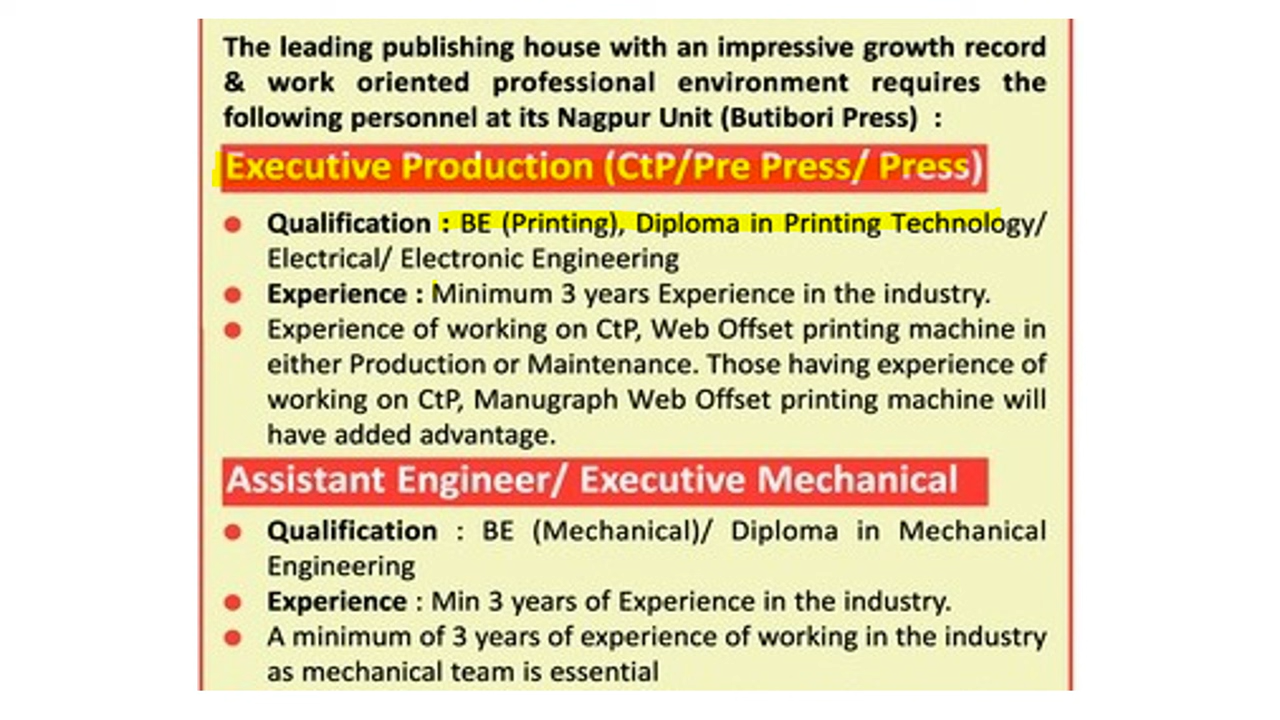 The leading publishing house with an impressive growth record
& work oriented professional environment requires the
following personnel at its Nagpur Unit (Butibori Press) :
Executive Production (CtP/Pre Press/ Press)
● Qualification : BE (Printing), Diploma in Printing Technology/
Electrical/ Electronic Engineering
● Experience : Minimum 3 years Experience in the industry.
● Experience of working on CtP, Web Offset printing machine in
either Production or Maintenance. Those having experience of
working on CtP, Manugraph Web Offset printing machine will
have added advantage.
Assistant Engineer/ Executive Mechanical
● Qualification : BE (Mechanical)/ Diploma in Mechanical
Engineering
● Experience : Min 3 years of Experience in the industry.
● A minimum of 3 years of experience of working in the industry
as mechanical team is essential